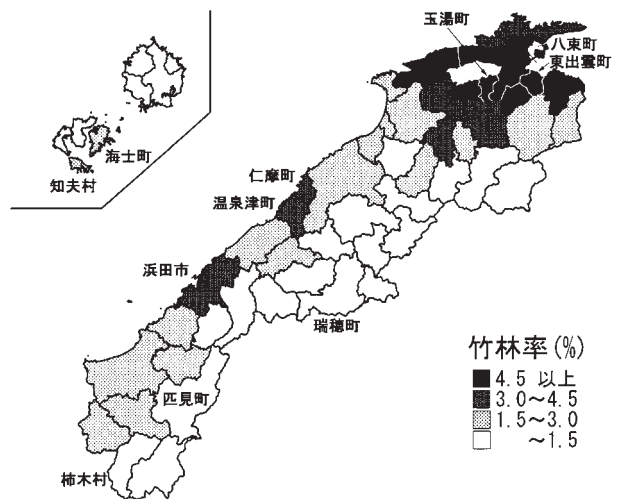 玉湯町
八束町
東出雲町
海士町
知夫村
仁摩町
温泉津町
浜田市
瑞穂町
匹見町
柿木村
竹林率(%)
4.5 以上
3.0～4.5
1.5～3.0
～1.5